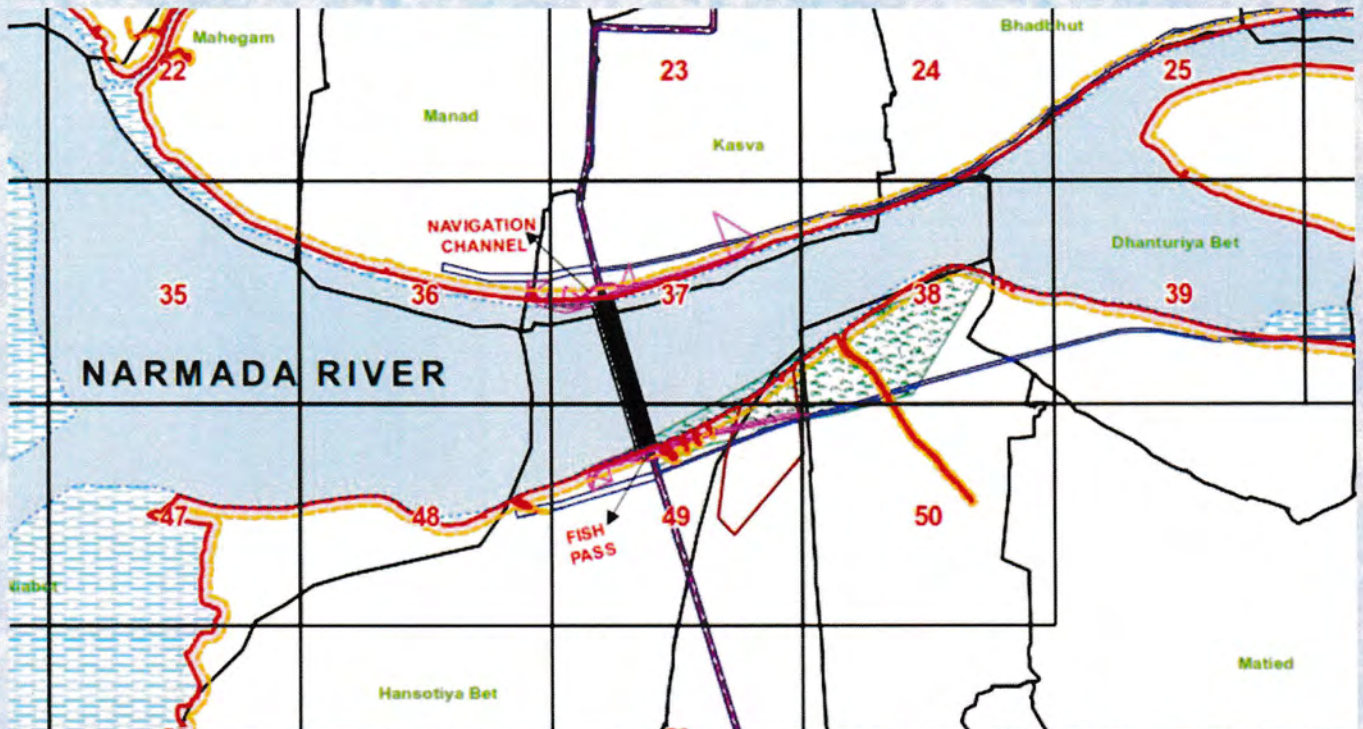 Mahegam
Bhadbhut
22
23
24
25
Manad
Kasva
NAVIGATION
CHANNEL
Dhanturiya Bet
35
36
37
38
39
NARMADA RIVER
47
48
49
50
FISH
PASS
Matied
Hansotiya Bet